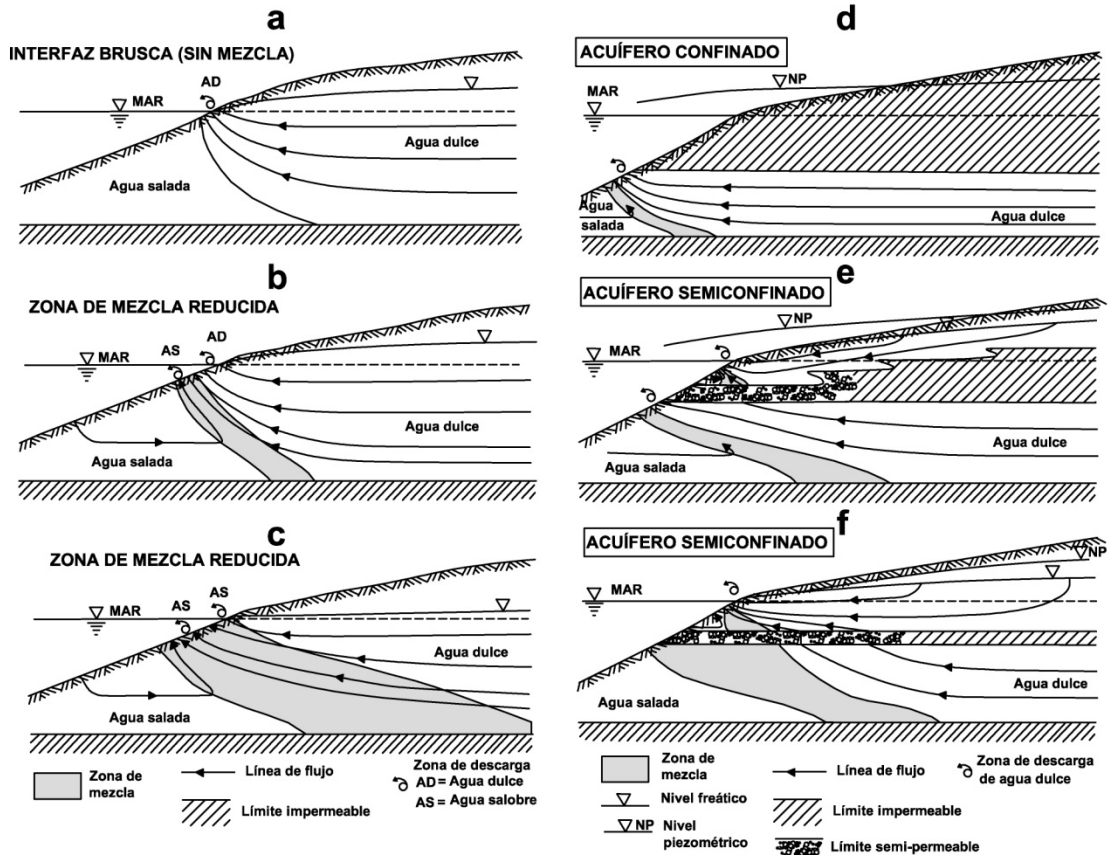 a
INTERFAZ BRUSCA (SIN MEZCLA)
AD
MAR
Agua dulce
Agua salada
b
ZONA DE MEZCLA REDUCIDA
AD
AS
MAR
Agua dulce
Agua salada
c
ZONA DE MEZCLA REDUCIDA
AS
MAR
AS
Agua dulce
Agua salada
Zona de
mezcla
Línea de flujo
Límite impermeable
Zona de descarga
AD = Agua dulce
AS = Agua salobre
d
ACUÍFERO CONFINADO
NP
MAR
Agua
salada
Agua dulce
e
ACUÍFERO SEMICONFINADO
NP
MAR
Agua dulce
Agua salada
f
ACUÍFERO SEMICONFINADO
NP
MAR
Agua dulce
Agua salada
Zona de
mezcla
Nivel freático
NP Nivel
piezométrico
Línea de flujo
Límite impermeable
Límite semi-permeable
Zona de descarga
de agua dulce